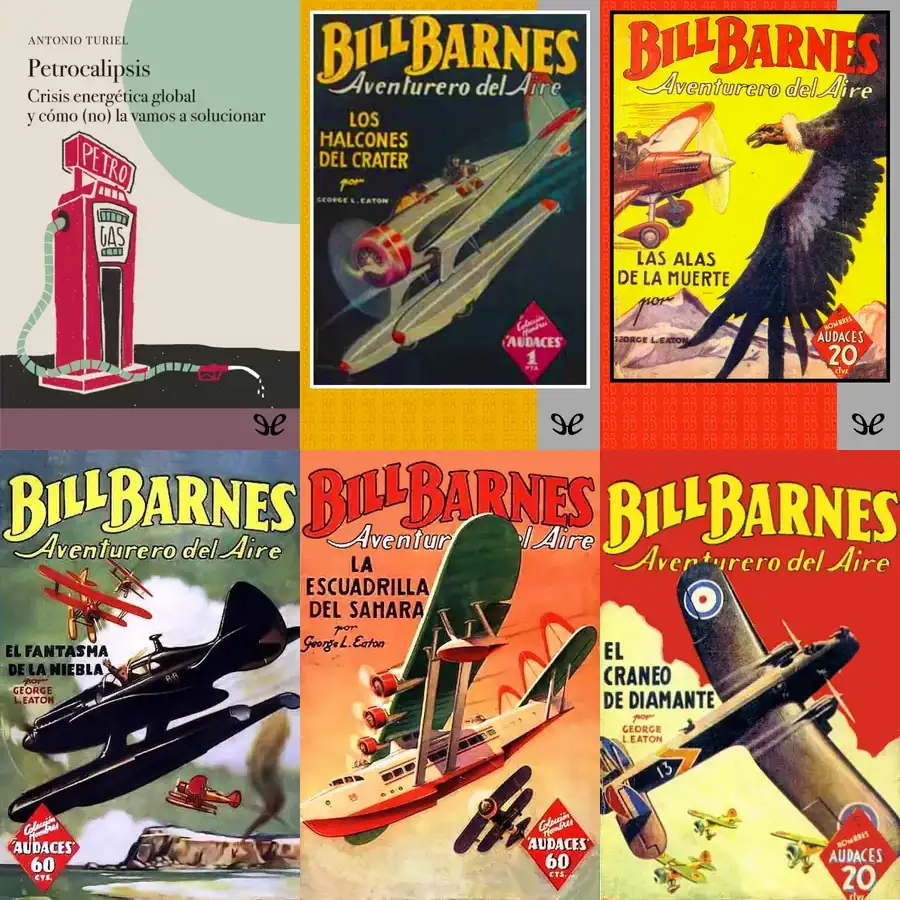 ANTONIO TURIEL
Petrocalipsis
Crisis energética global
y cómo (no) la vamos a solucionar
PETRO
GAS
BILL BARNES
Aventurero del Aire
LOS
HALCONES
DEL CRATER
por
GEORGE L. EATON
Colección
Hombres
"AUDACES"
1
PTA.
BILL BARNES
Aventurero del Aire
LAS ALAS
DE LA MUERTE
por
GEORGE L. EATON
HOMBRES
AUDACES
20
ctvs.
BILL BARNES
Aventurero del Aire
EL FANTASMA
DE LA NIEBLA
por
GEORGE
L. EATON
Colección
Hombres
"AUDACES"
60
CTS.
BILL BARNES
Aventur el Aire
LA
ESCUADRILLA
DEL SAHARA
por
George L. Eaton
Colección
Hombres
"AUDACES"
60
CTS.
BILL BARNES
Aventurero del Aire
EL
CRANEO
DE DIAMANTE
por
GEORGE
L. EATON
13
HOMBRES
AUDACES
20
ctvs